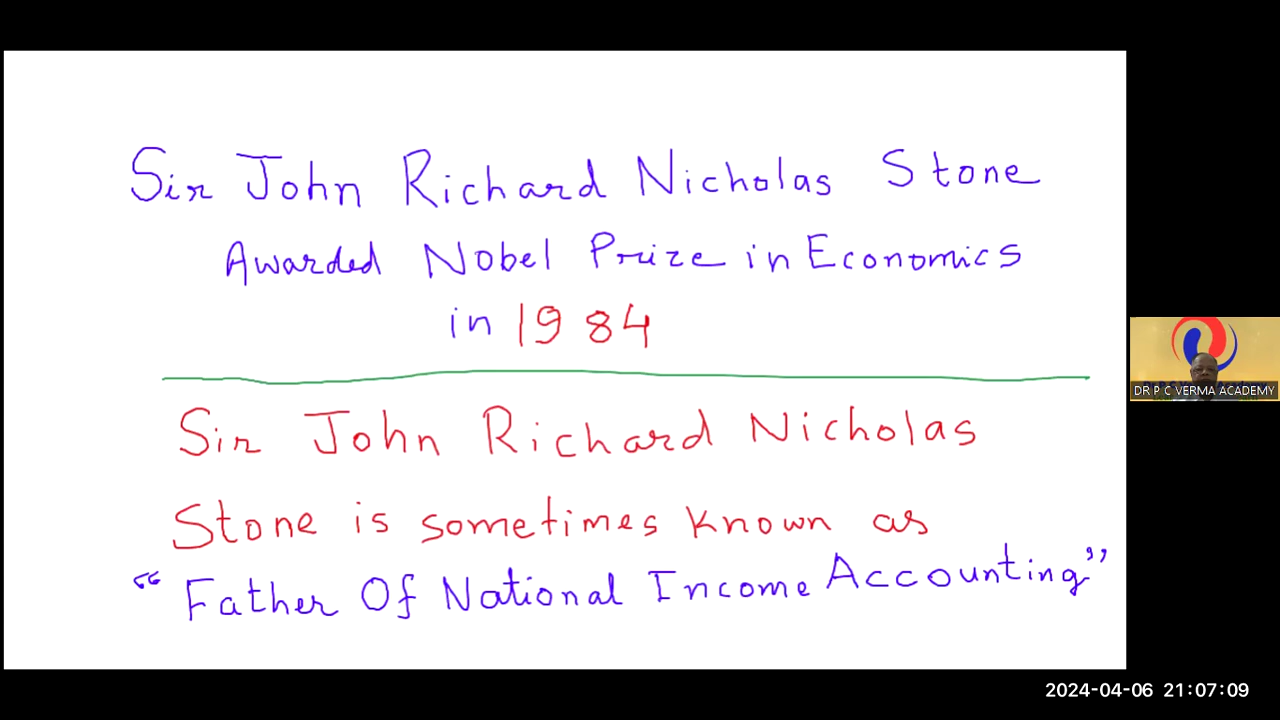 Sir John Richard Nicholas Stone
Awarded Nobel Prize in Economics
in 1984
Sir John Richard Nicholas
Stone is sometimes known as
“Father Of National Income Accounting”
DR P C VERMA ACADEMY
2024-04-06 21:07:09